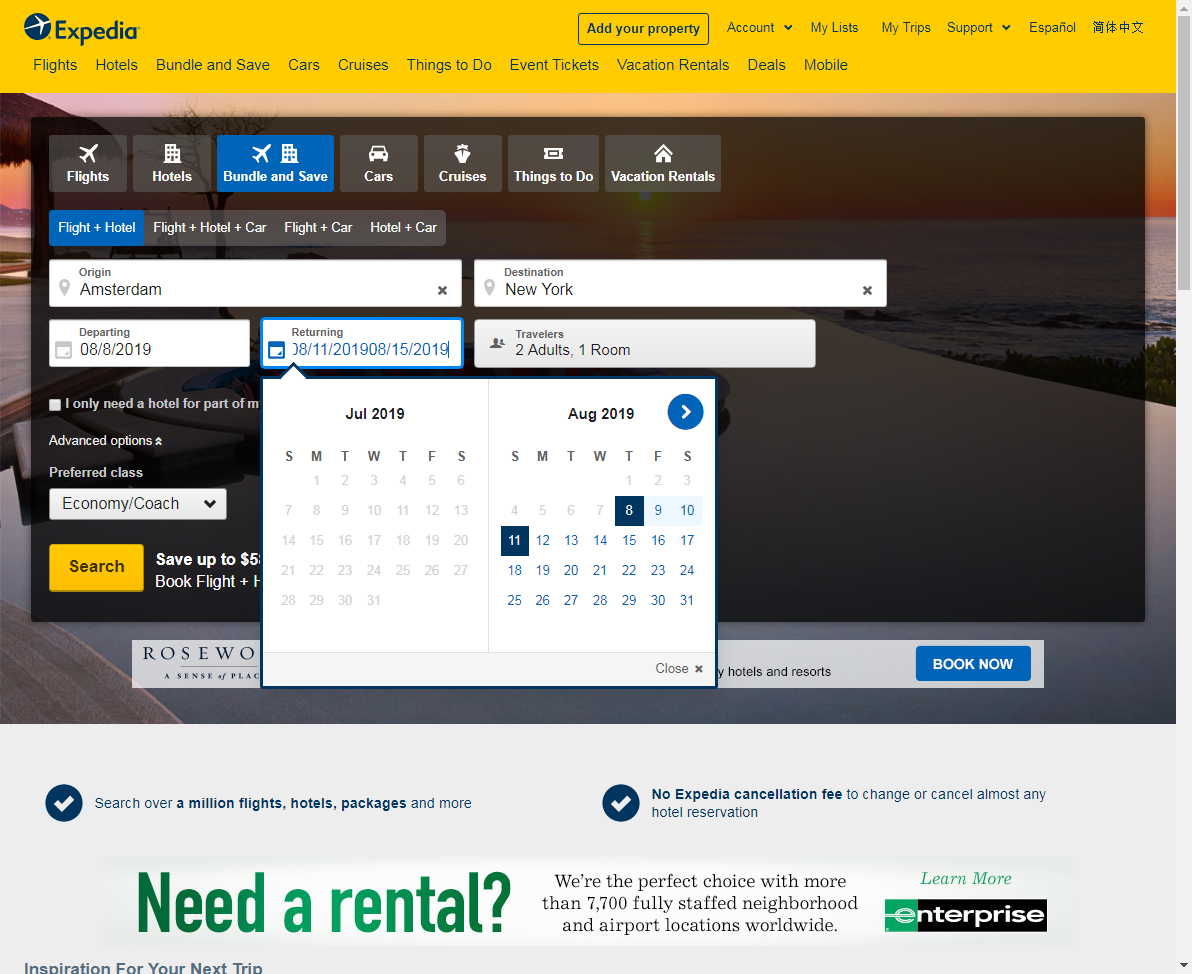 Expedia
Add your property
Account
My Lists
My Trips
Support
Español
简体中文
Flights Hotels Bundle and Save Cars Cruises Things to Do Event Tickets Vacation Rentals Deals Mobile
Flights
Hotels
Bundle and Save
Cars
Cruises
Things to Do
Vacation Rentals
Flight + Hotel
Flight + Hotel + Car
Flight + Car
Hotel + Car
Origin
Amsterdam
Destination
New York
Departing
08/8/2019
Returning
08/11/201908/15/2019
Travelers
2 Adults, 1 Room
I only need a hotel for part of m
Advanced options
Preferred class
Economy/Coach
Search
Save up to $5
Book Flight + H
Jul 2019
S M T W T F S
1 2 3 4 5 6
7 8 9 10 11 12 13
14 15 16 17 18 19 20
21 22 23 24 25 26 27
28 29 30 31
Aug 2019
S M T W T F S
1 2 3
4 5 6 7 8 9 10
11 12 13 14 15 16 17
18 19 20 21 22 23 24
25 26 27 28 29 30 31
Close
ROSEWO
A SENSE of PLAC
y hotels and resorts
BOOK NOW
Search over a million flights, hotels, packages and more
No Expedia cancellation fee to change or cancel almost any
hotel reservation
Need a rental?
We're the perfect choice with more
than 7,700 fully staffed neighborhood
and airport locations worldwide.
Learn More
enterprise
Inspiration For Your Next Trip